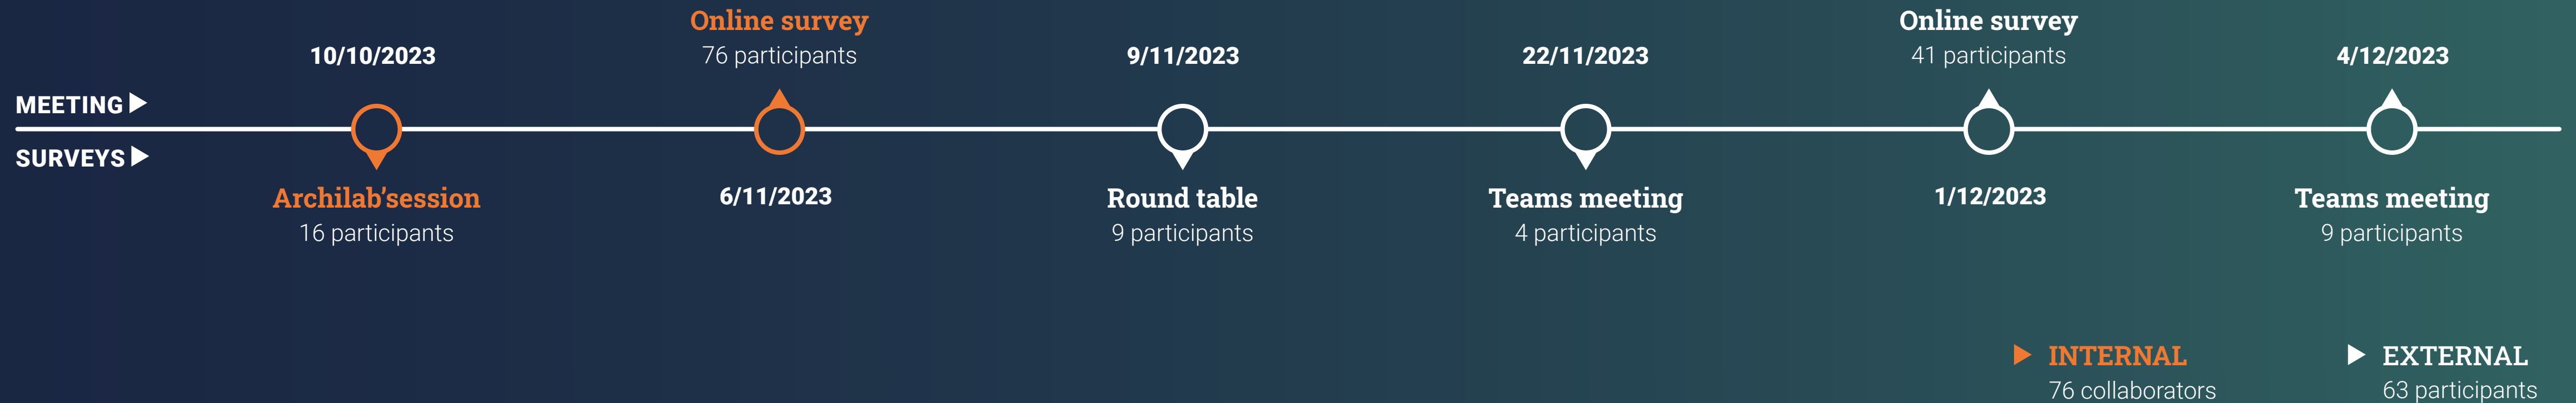 MEETING
SURVEYS
10/10/2023
Archilab’session
16 participants
Online survey
76 participants
6/11/2023
9/11/2023
Round table
9 participants
22/11/2023
Teams meeting
4 participants
Online survey
41 participants
1/12/2023
4/12/2023
Teams meeting
9 participants
INTERNAL
76 collaborators
EXTERNAL
63 participants